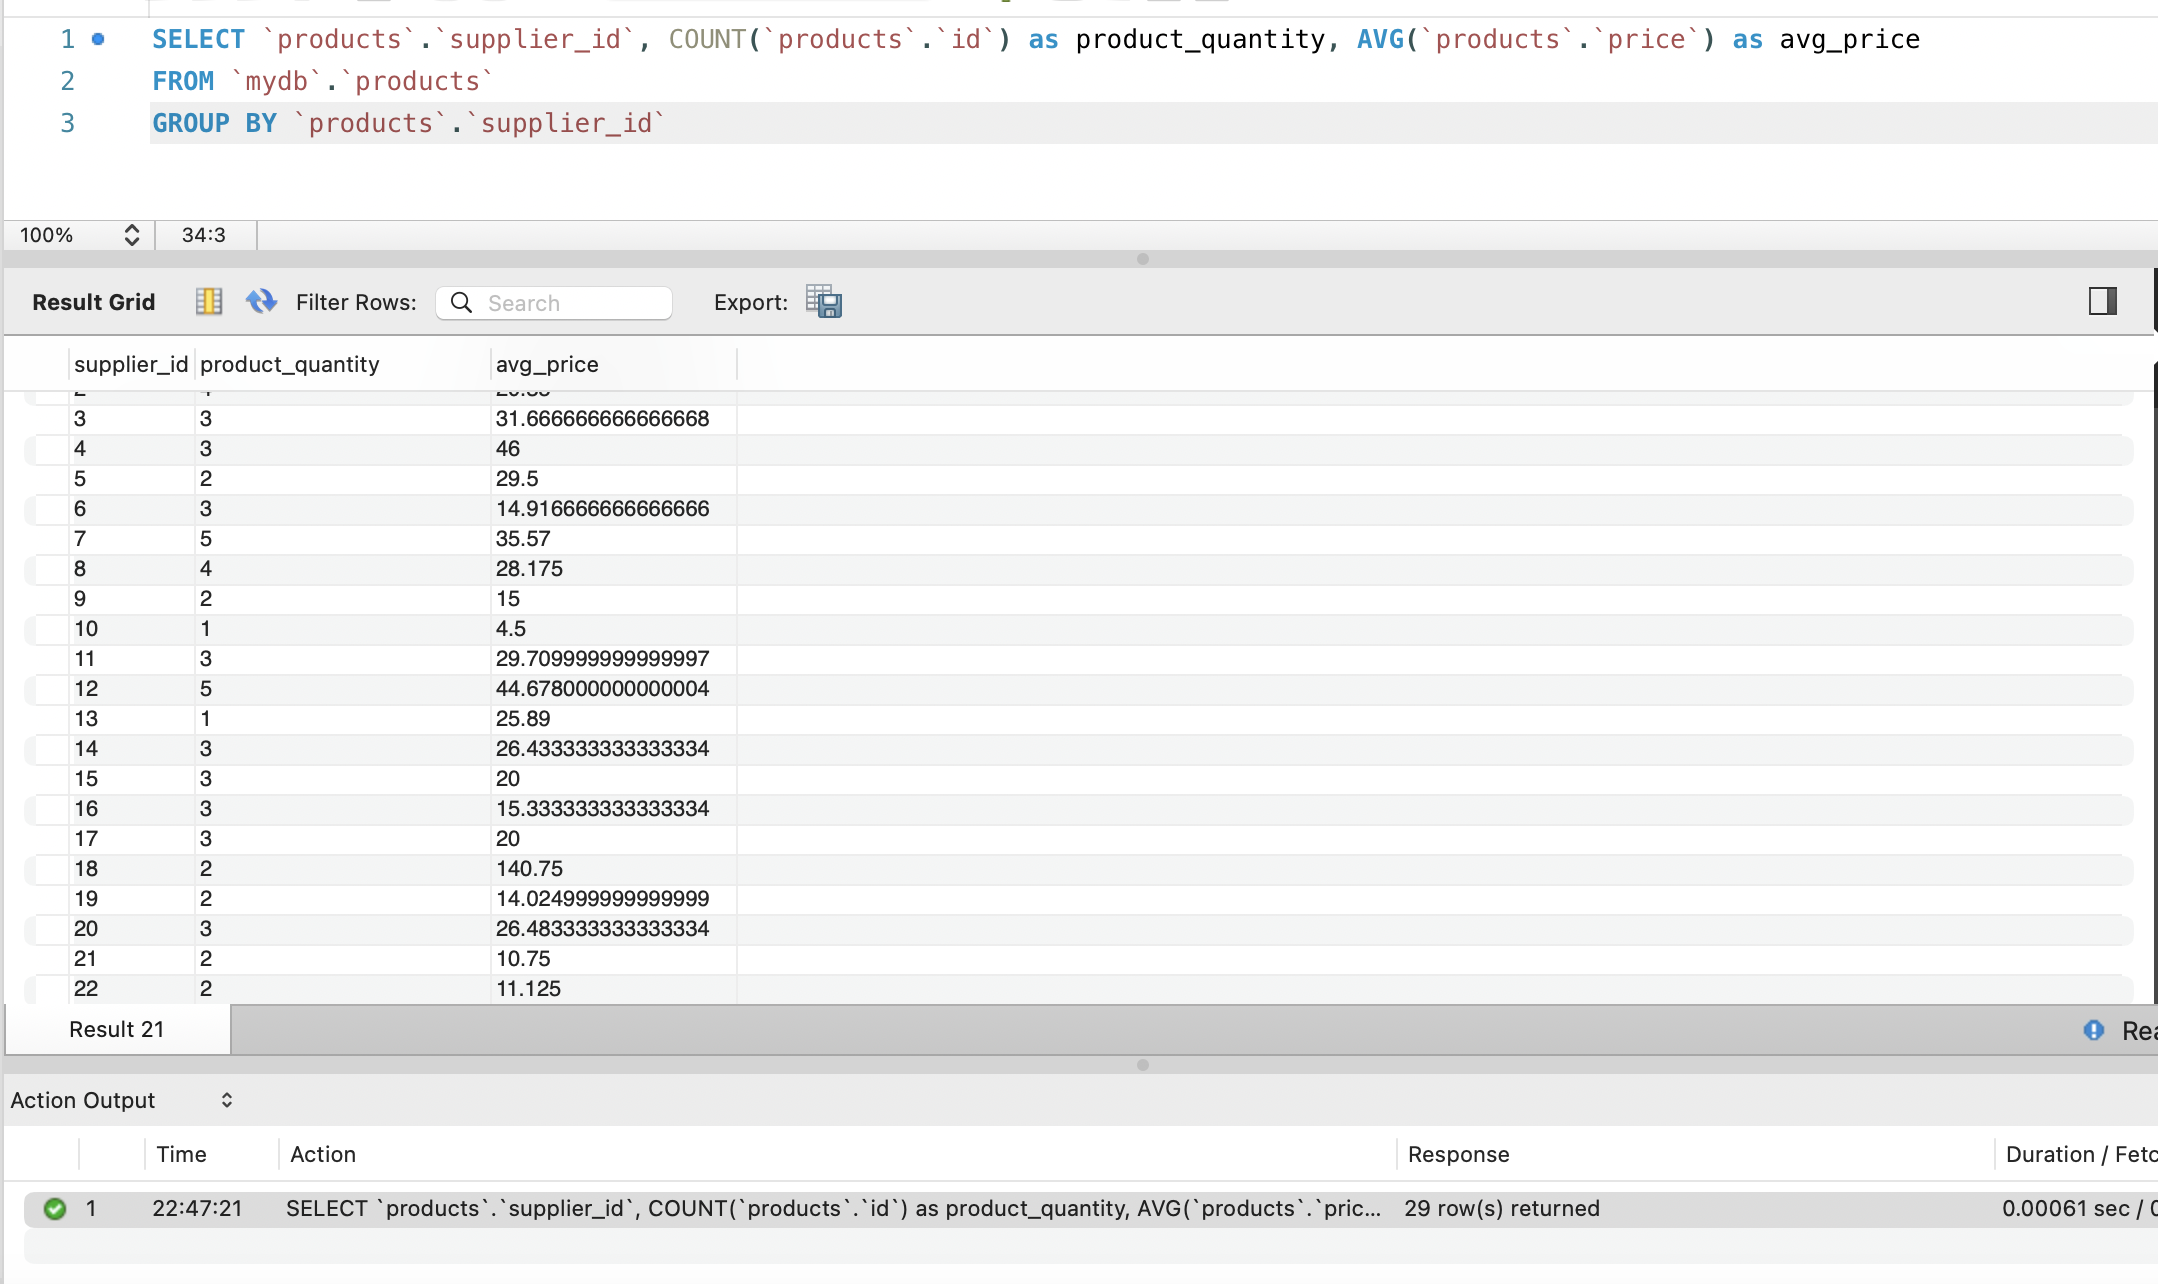 1 SELECT `products`.`supplier_id`, COUNT(`products`.`id`) as product_quantity, AVG(`products`.`price`) as avg_price
2 FROM `mydb`.`products`
3 GROUP BY `products`.`supplier_id`
100% 34:3
Result Grid Filter Rows: Search Export:
supplier_id product_quantity avg_price
3 3 31.666666666666668
4 3 46
5 2 29.5
6 3 14.916666666666666
7 5 35.57
8 4 28.175
9 2 15
10 1 4.5
11 3 29.709999999999997
12 5 44.678000000000004
13 1 25.89
14 3 26.433333333333334
15 3 20
16 3 15.333333333333334
17 3 20
18 2 140.75
19 2 14.024999999999999
20 3 26.483333333333334
21 2 10.75
22 2 11.125
Result 21
Action Output
Time Action Response Duration /
1 22:47:21 SELECT `products`.`supplier_id`, COUNT(`products`.`id`) as product_quantity, AVG(`products`.`pric... 29 row(s) returned 0.00061 sec /